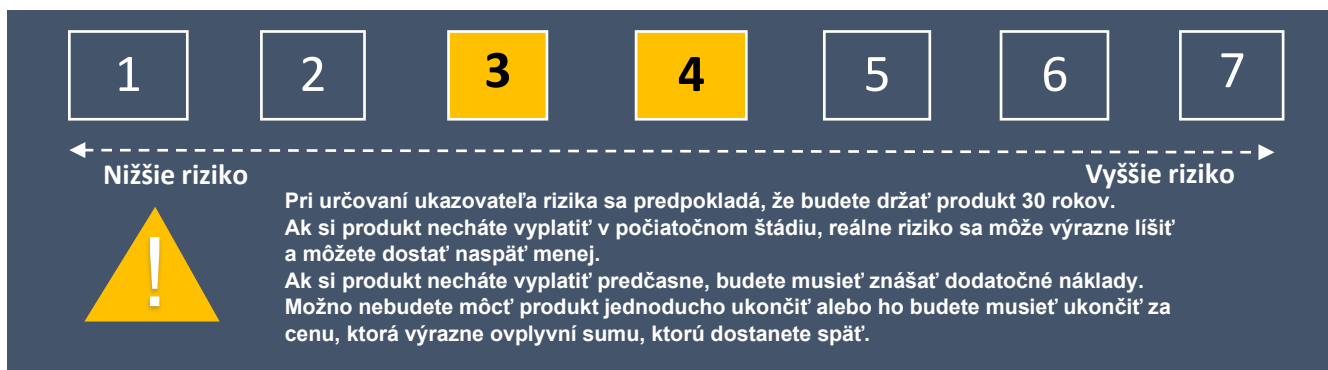 1 2 3 4 5 6 7
Nižšie riziko Vyššie riziko
Pri určovaní ukazovateľa rizika sa predpokladá, že budete držať produkt 30 rokov.
Ak si produkt necháte vyplatiť v počiatočnom štádiu, reálne riziko sa môže výrazne líšiť
a môžete dostať naspäť menej.
Ak si produkt necháte vyplatiť predčasne, budete musieť znášať dodatočné náklady.
Možno nebudete môcť produkt jednoducho ukončiť alebo ho budete musieť ukončiť za
cenu, ktorá výrazne ovplyvní sumu, ktorú dostanete späť.
!